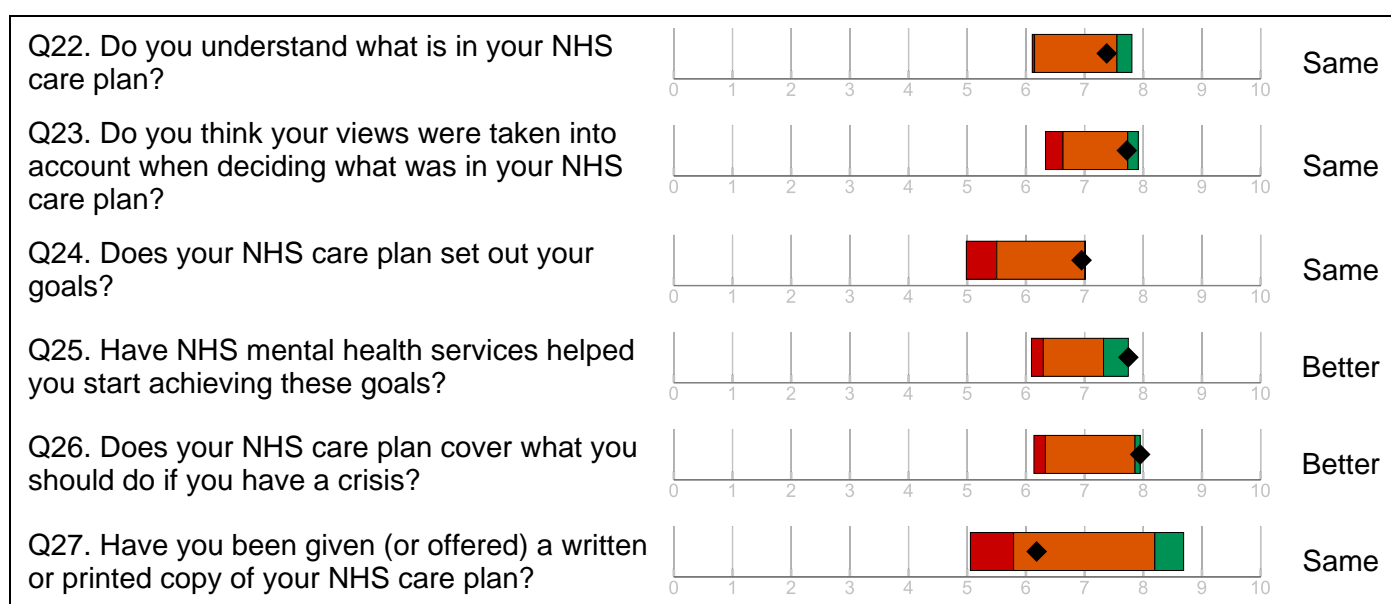 Q22. Do you understand what is in your NHS
care plan?
0 1 2 3 4 5 6 7 8 9 10
Same
Q23. Do you think your views were taken into
account when deciding what was in your NHS
care plan?
0 1 2 3 4 5 6 7 8 9 10
Same
Q24. Does your NHS care plan set out your
goals?
0 1 2 3 4 5 6 7 8 9 10
Same
Q25. Have NHS mental health services helped
you start achieving these goals?
0 1 2 3 4 5 6 7 8 9 10
Better
Q26. Does your NHS care plan cover what you
should do if you have a crisis?
0 1 2 3 4 5 6 7 8 9 10
Better
Q27. Have you been given (or offered) a written
or printed copy of your NHS care plan?
0 1 2 3 4 5 6 7 8 9 10
Same